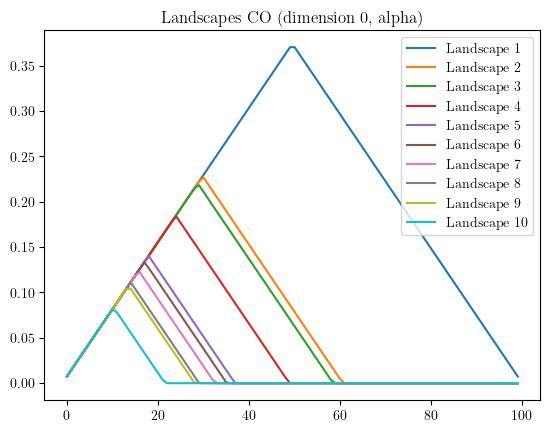 Landscapes CO (dimension 0, alpha)
Landscape 1
Landscape 2
Landscape 3
Landscape 4
Landscape 5
Landscape 6
Landscape 7
Landscape 8
Landscape 9
Landscape 10
0.35
0.30
0.25
0.20
0.15
0.10
0.05
0.00
0 20 40 60 80 100